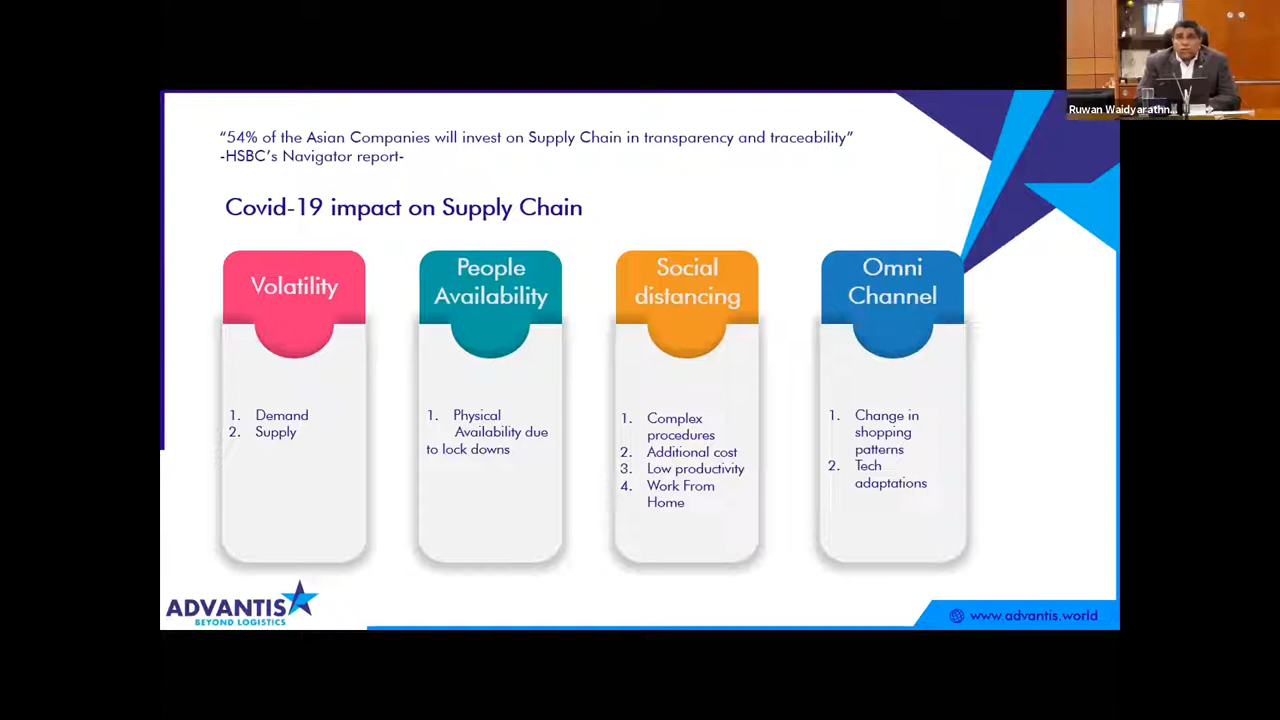 Ruwan Waidyarathn...
“54% of the Asian Companies will invest on Supply Chain in transparency and traceability”
-HSBC’s Navigator report-
Covid-19 impact on Supply Chain
Volatility
1. Demand
2. Supply
People
Availability
1. Physical
Availability due
to lock downs
Social
distancing
1. Complex
procedures
2. Additional cost
3. Low productivity
4. Work From
Home
Omni
Channel
1. Change in
shopping
patterns
2. Tech
adaptations
ADVANTIS
BEYOND LOGISTICS
www.advantis.world